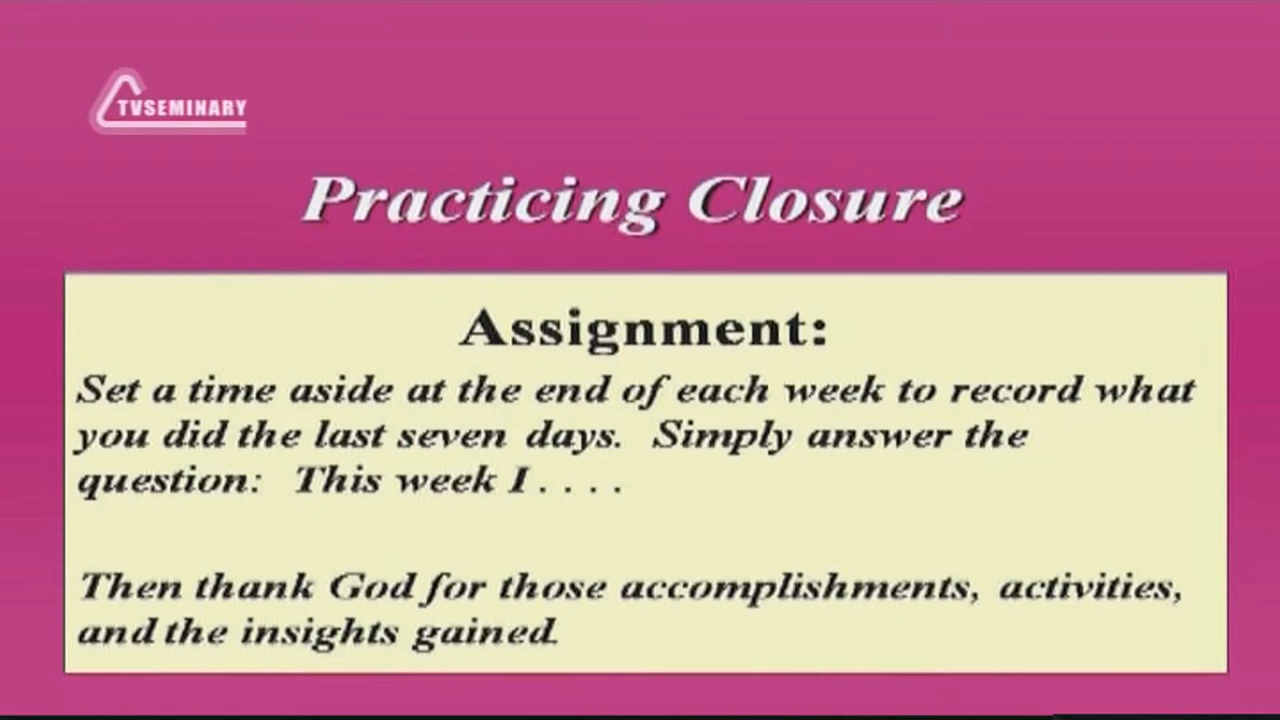 TVSEMINARY
Practicing Closure
Assignment:
Set a time aside at the end of each week to record what
you did the last seven days. Simply answer the
question: This week I . . . .
Then thank God for those accomplishments, activities,
and the insights gained.